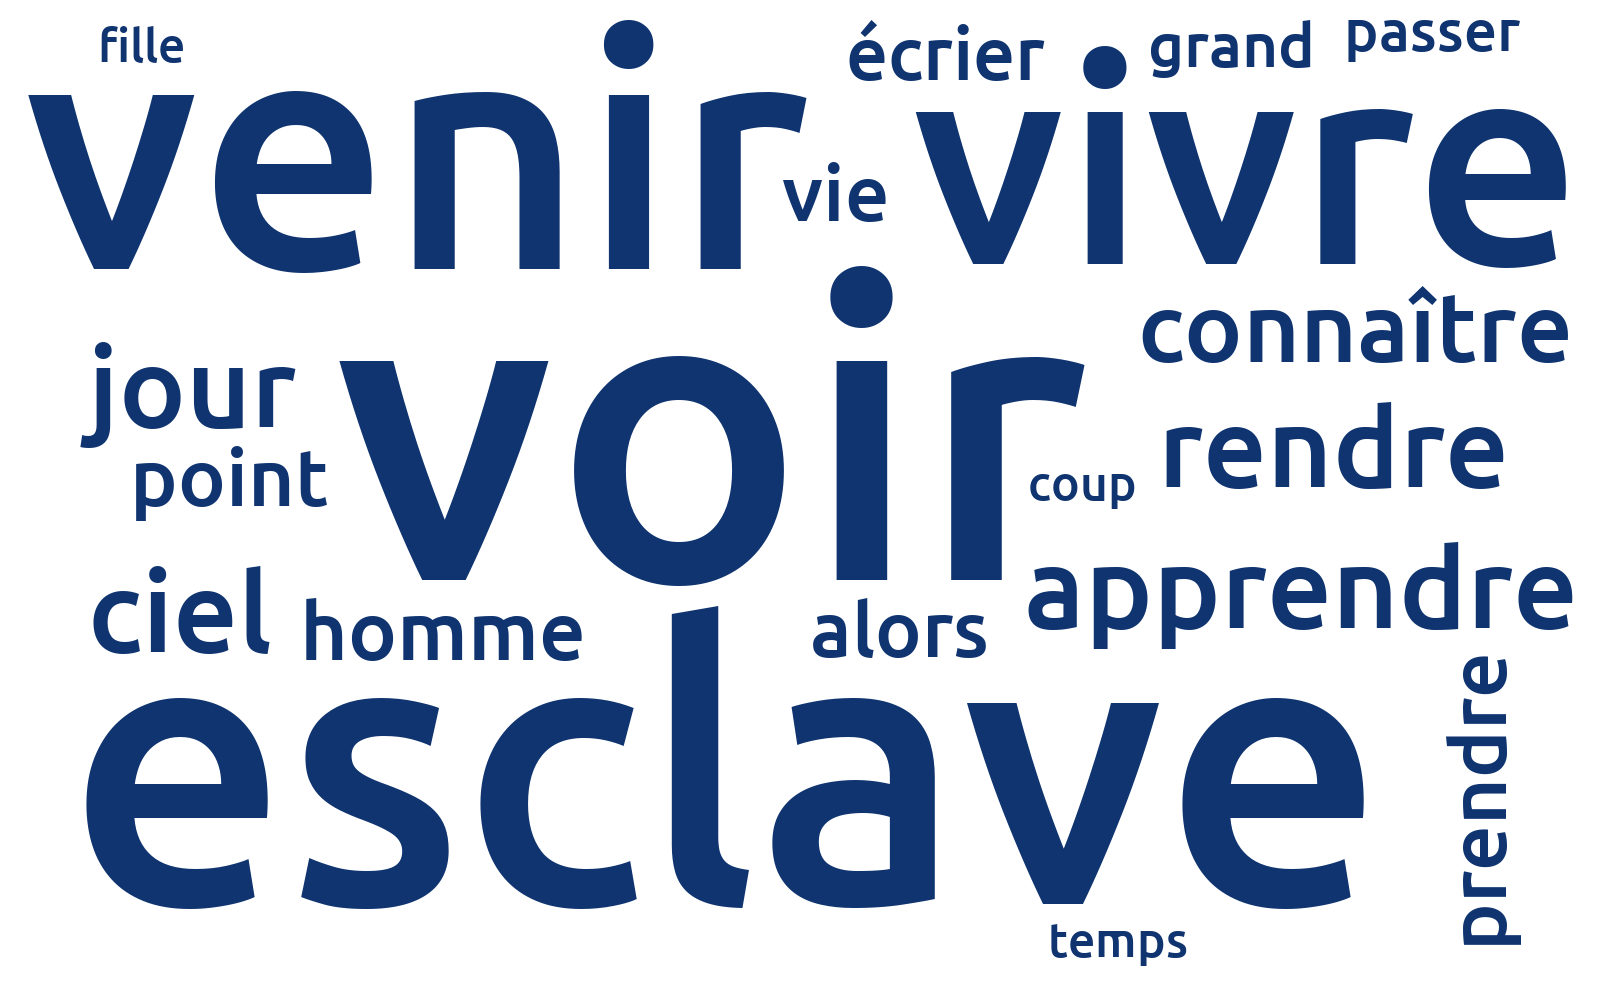 fille
écrier
grand
passer
venir
vivre
vie
connaître
jour
voir
rendre
point
coup
ciel
homme
alors
apprendre
esclave
prendre
temps